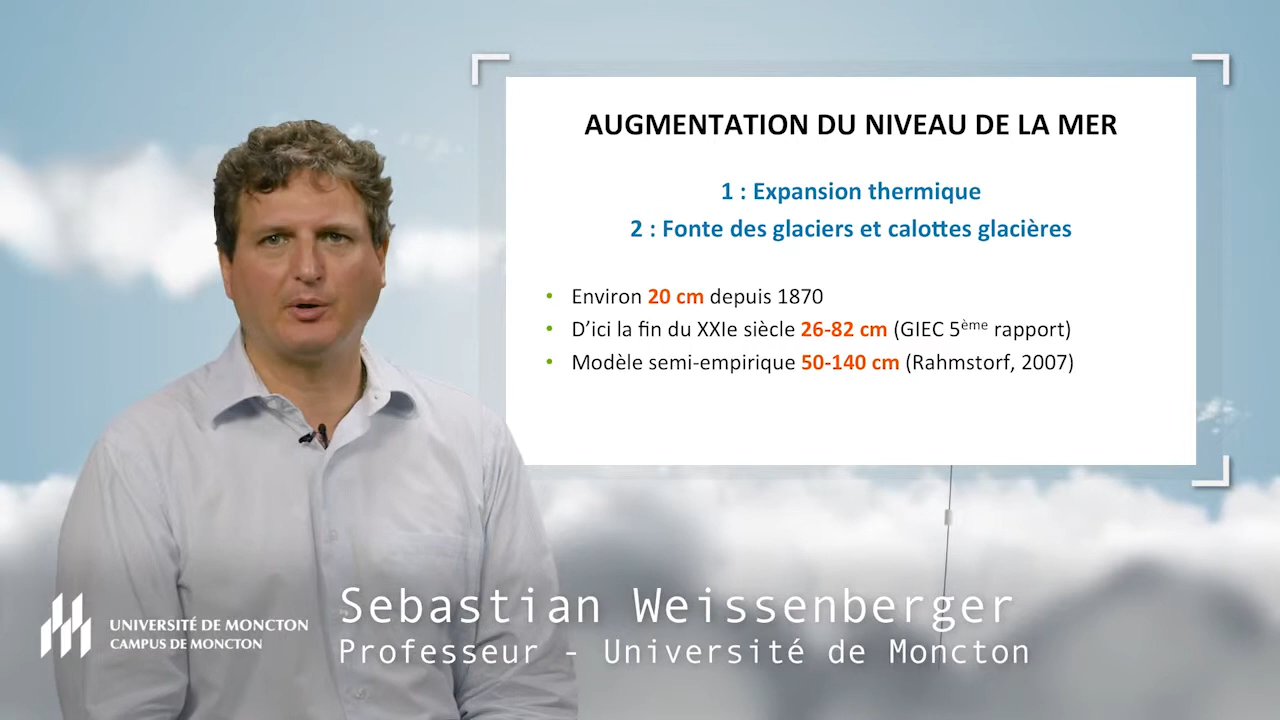 AUGMENTATION DU NIVEAU DE LA MER
1 : Expansion thermique
2 : Fonte des glaciers et calottes glacières
• Environ 20 cm depuis 1870
• D’ici la fin du XXIe siècle 26-82 cm (GIEC 5ème rapport)
• Modèle semi-empirique 50-140 cm (Rahmstorf, 2007)
Sebastian Weissenberger
Professeur - Université de Moncton
UNIVERSITÉ DE MONCTON
CAMPUS DE MONCTON